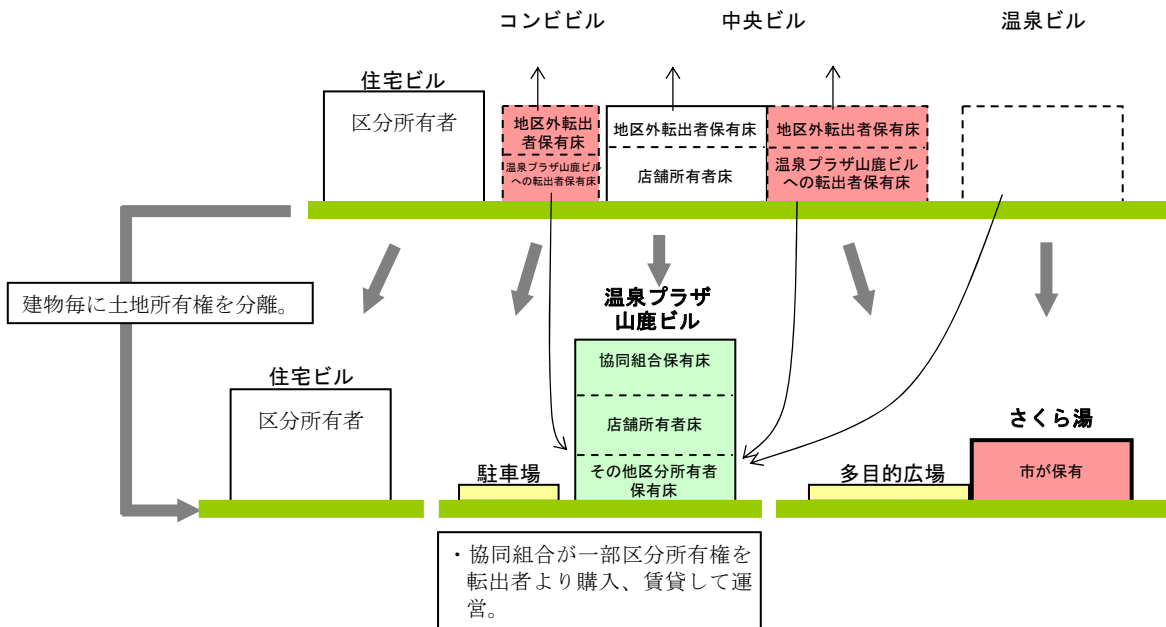 コンビビル
中央ビル
温泉ビル
住宅ビル
区分所有者
地区外転出
者保有床
温泉プラザ山鹿ビル
への転出者保有床
地区外転出者保有床
店舗所有者床
地区外転出者保有床
温泉プラザ山鹿ビル
への転出者保有床
建物毎に土地所有権を分離。
温泉プラザ
山鹿ビル
住宅ビル
区分所有者
駐車場
協同組合保有床
店舗所有者床
その他区分所有者
保有床
多目的広場
さくら湯
市が保有
・協同組合が一部区分所有権を
転出者より購入、賃貸して運
営。